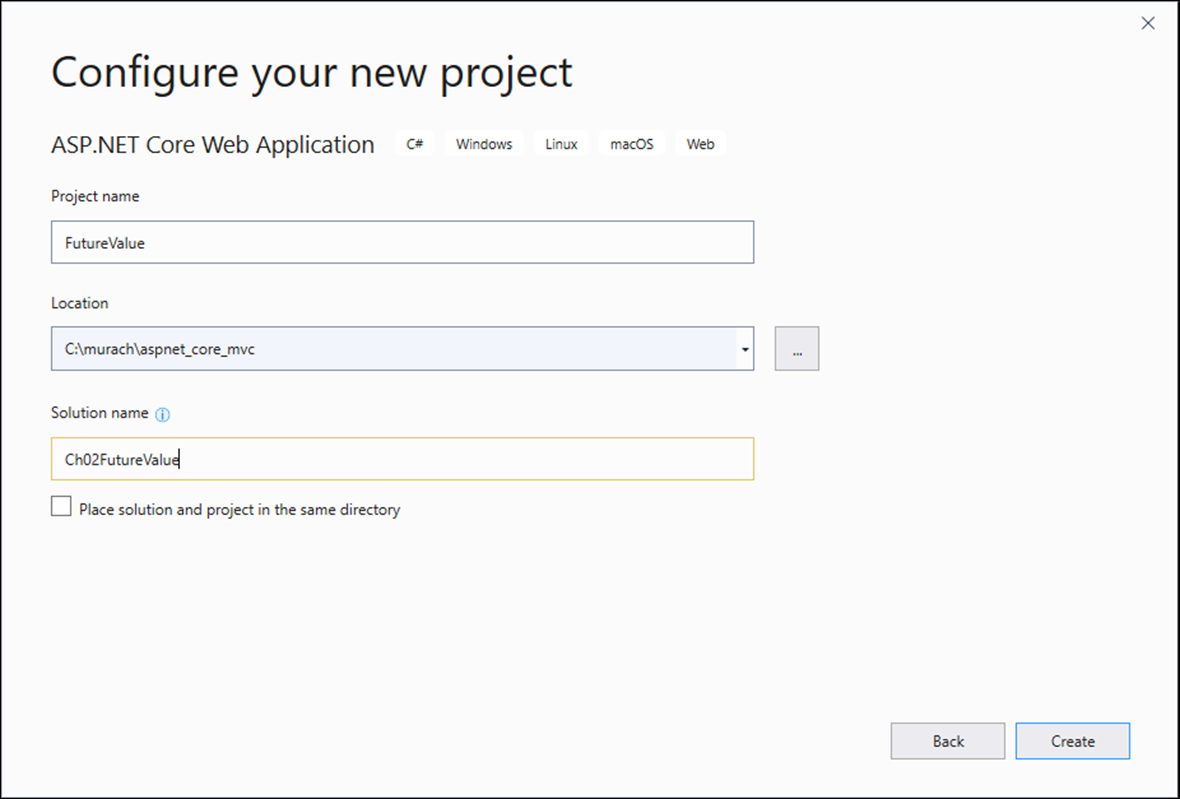 Configure your new project
ASP.NET Core Web Application C# Windows Linux macOS Web
Project name
FutureValue
Location
C:\murach\aspnet_core_mvc
...
Solution name
Ch02FutureValue
Place solution and project in the same directory
Back Create